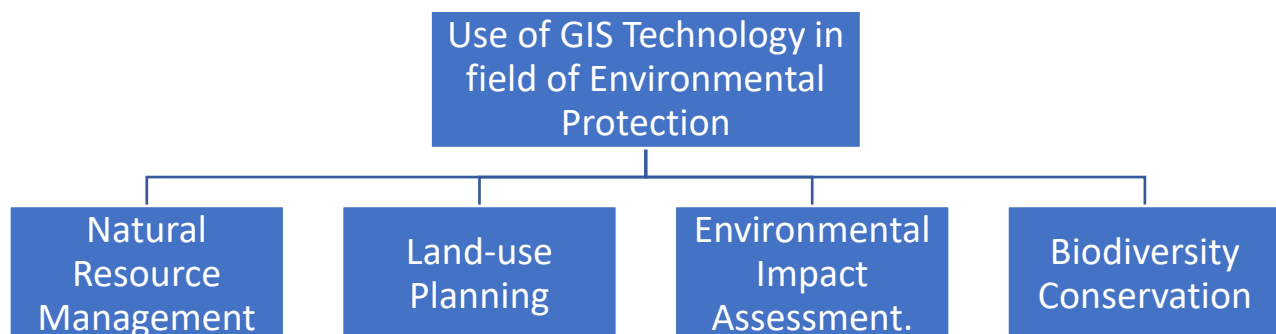 Use of GIS Technology in
field of Environmental
Protection
Natural
Resource
Management
Land-use
Planning
Environmental
Impact
Assessment.
Biodiversity
Conservation